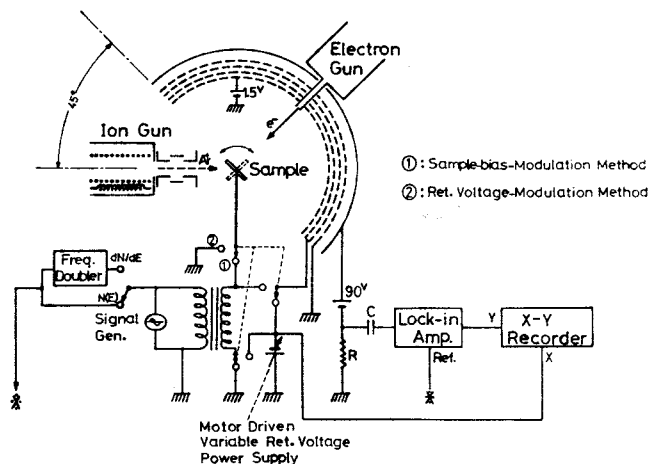 Electron
Gun
1.5V
e-
45°
Ion Gun
Ar
Sample
①: Sample-bias-Modulation Method
②: Ret. Voltage-Modulation Method
②
①
Freq.
Doubler
dN/dE
N(E)
Signal
Gen.
90V
C
R
Lock-in
Amp.
Ref.
Y
X-Y
Recorder
X
Motor Driven
Variable Ret. Voltage
Power Supply